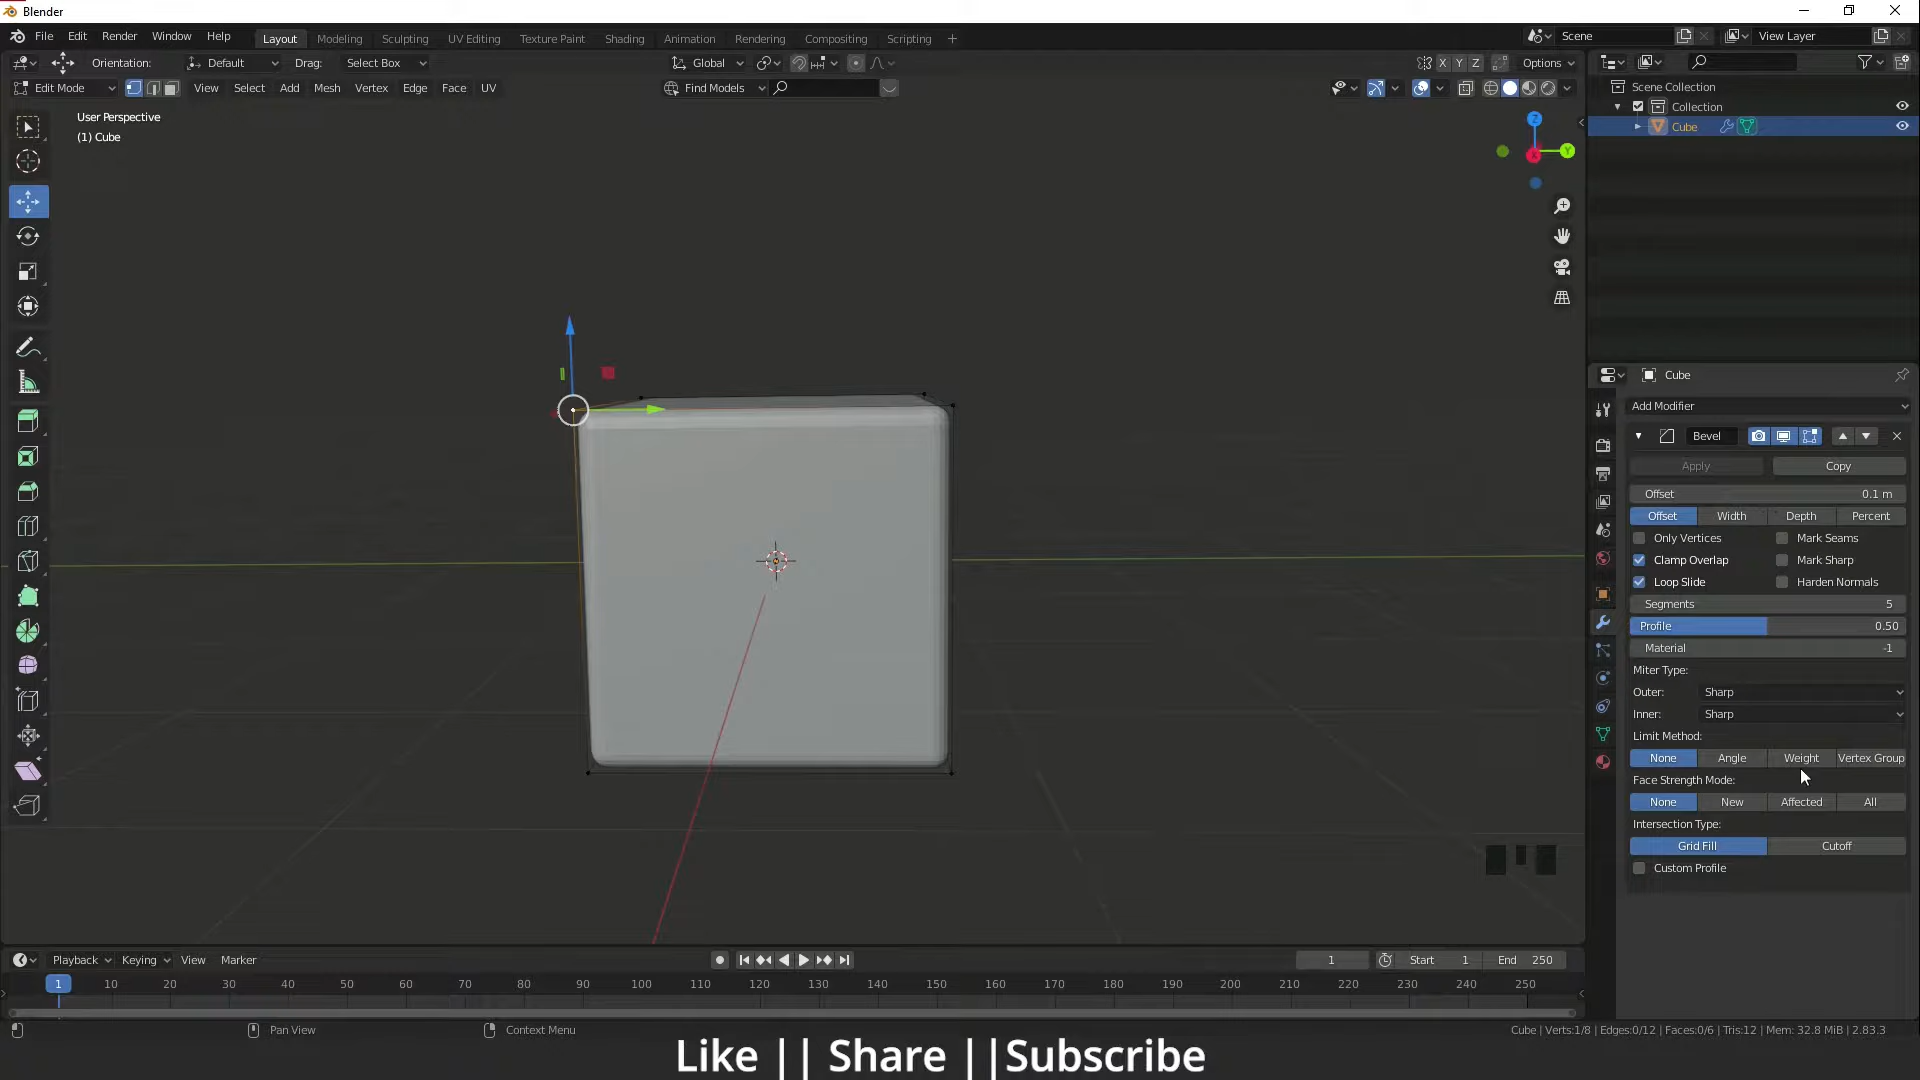 Blender
File Edit Render Window Help Layout Modeling Sculpting UV Editing Texture Paint Shading Animation Rendering Compositing Scripting + Scene View Layer
Orientation: Default Drag: Select Box Global X Y Z Options
Edit Mode View Select Add Mesh Vertex Edge Face UV Find Models
User Perspective
(1) Cube
Z
Y
X
Scene Collection
Collection
Cube
Cube
Add Modifier
Bevel
Apply Copy
Offset 0.1 m
Offset Width Depth Percent
Only Vertices Mark Seams
Clamp Overlap Mark Sharp
Loop Slide Harden Normals
Segments 5
Profile 0.50
Material -1
Miter Type:
Outer: Sharp
Inner: Sharp
Limit Method:
None Angle Weight Vertex Group
Face Strength Mode:
None New Affected All
Intersection Type:
Grid Fill Cutoff
Custom Profile
Playback Keying View Marker 1 Start 1 End 250
1 10 20 30 40 50 60 70 80 90 100 110 120 130 140 150 160 170 180 190 200 210 220 230 240 250
Pan View Context Menu Cube | Verts:1/8 | Edges:0/12 | Faces:0/6 | Tris:12 | Mem: 32.8 MiB | 2.83.3
Like || Share ||Subscribe